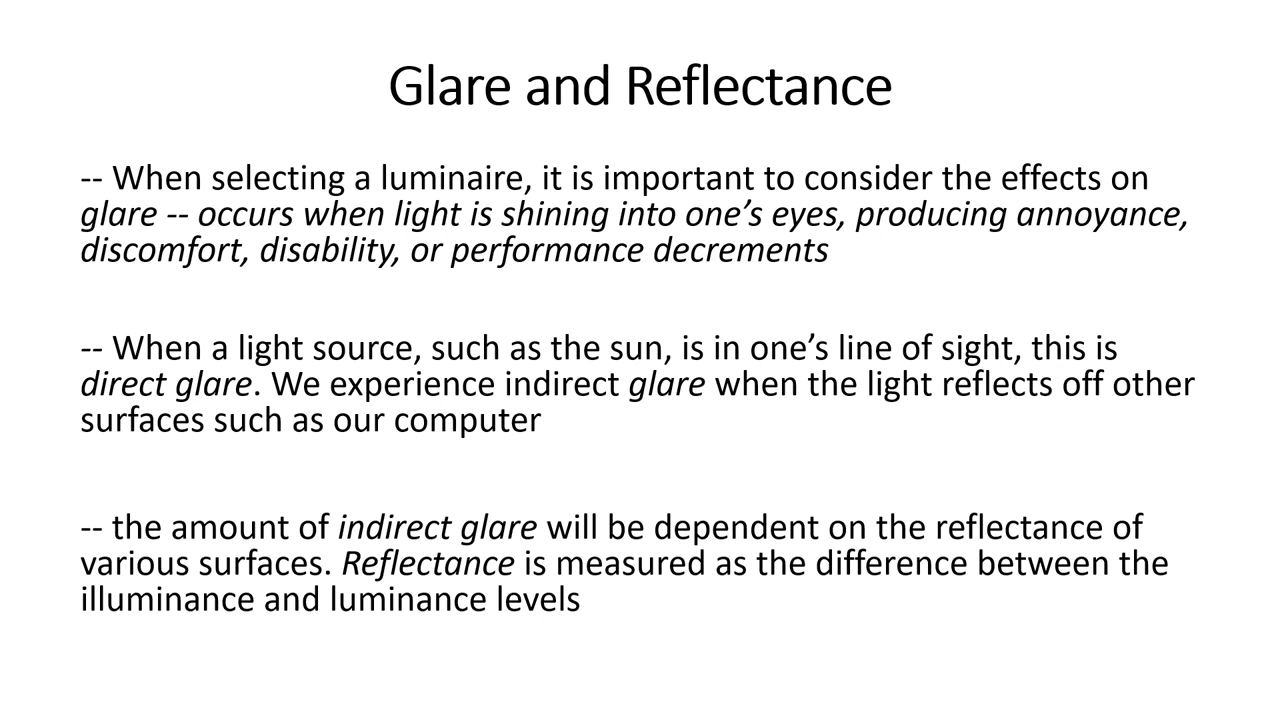 Glare and Reflectance
-- When selecting a luminaire, it is important to consider the effects on
glare -- occurs when light is shining into one’s eyes, producing annoyance,
discomfort, disability, or performance decrements
-- When a light source, such as the sun, is in one’s line of sight, this is
direct glare. We experience indirect glare when the light reflects off other
surfaces such as our computer
-- the amount of indirect glare will be dependent on the reflectance of
various surfaces. Reflectance is measured as the difference between the
illuminance and luminance levels